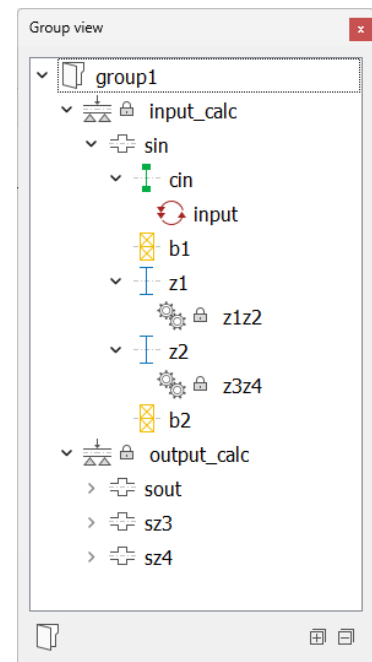 Group view
group1
input_calc
sin
cin
input
b1
z1
z1z2
z2
z3z4
b2
output_calc
sout
sz3
sz4